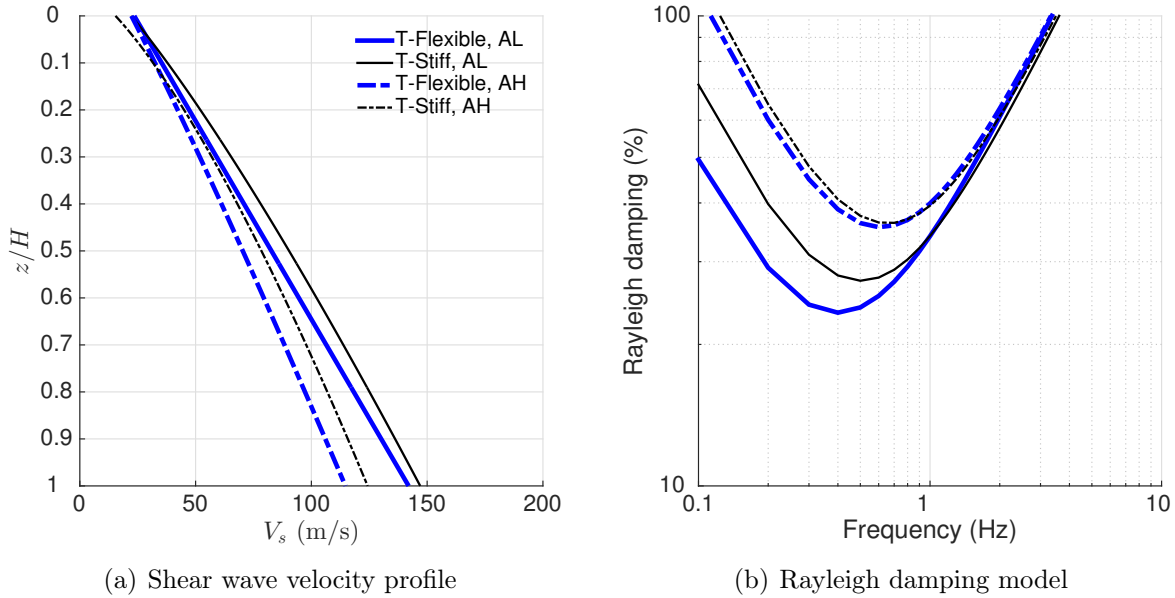 0
0.1
0.2
0.3
0.4
0.5
0.6
0.7
0.8
0.9
1
z/H
0 50 100 150 200
V_s (m/s)
T-Flexible, AL
T-Stiff, AL
T-Flexible, AH
T-Stiff, AH
(a) Shear wave velocity profile
100
10
Rayleigh damping (%)
0.1 1 10
Frequency (Hz)
(b) Rayleigh damping model